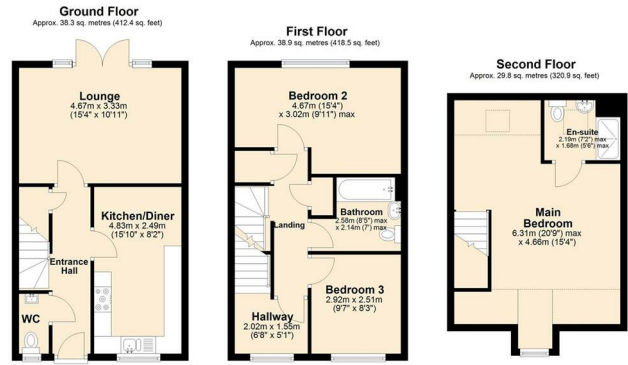 Ground Floor
Approx. 38.3 sq. metres (412.4 sq. feet)
Lounge
4.67m x 3.33m
(15'4" x 10'11")
Kitchen/Diner
4.83m x 2.49m
(15'10" x 8'2")
Entrance
Hall
WC
First Floor
Approx. 38.9 sq. metres (418.5 sq. feet)
Bedroom 2
4.67m (15'4")
x 3.02m (9'11") max
Landing
Bathroom
2.58m (8'5") max
x 2.14m (7') max
Bedroom 3
2.92m x 2.51m
(9'7" x 8'3")
Hallway
2.02m x 1.55m
(6'8" x 5'1")
Second Floor
Approx. 29.8 sq. metres (320.9 sq. feet)
En-suite
2.19m (7'2") max
x 1.68m (5'6") max
Main
Bedroom
6.31m (20'9") max
x 4.66m (15'4")